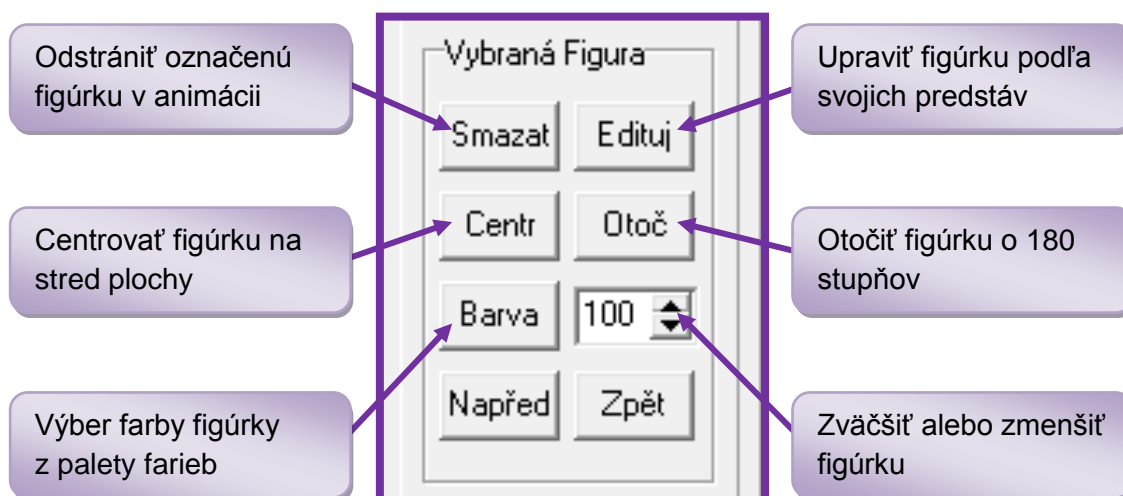 Odstrániť označenú
figúrku v animácii
Centrovať figúrku na
stred plochy
Výber farby figúrky
z palety farieb
Vybraná Figura
Smazat
Edituj
Centr
Otoč
Barva
100
Napřed
Zpět
Upraviť figúrku podľa
svojich predstáv
Otočiť figúrku o 180
stupňov
Zväčšiť alebo zmenšiť
figúrku